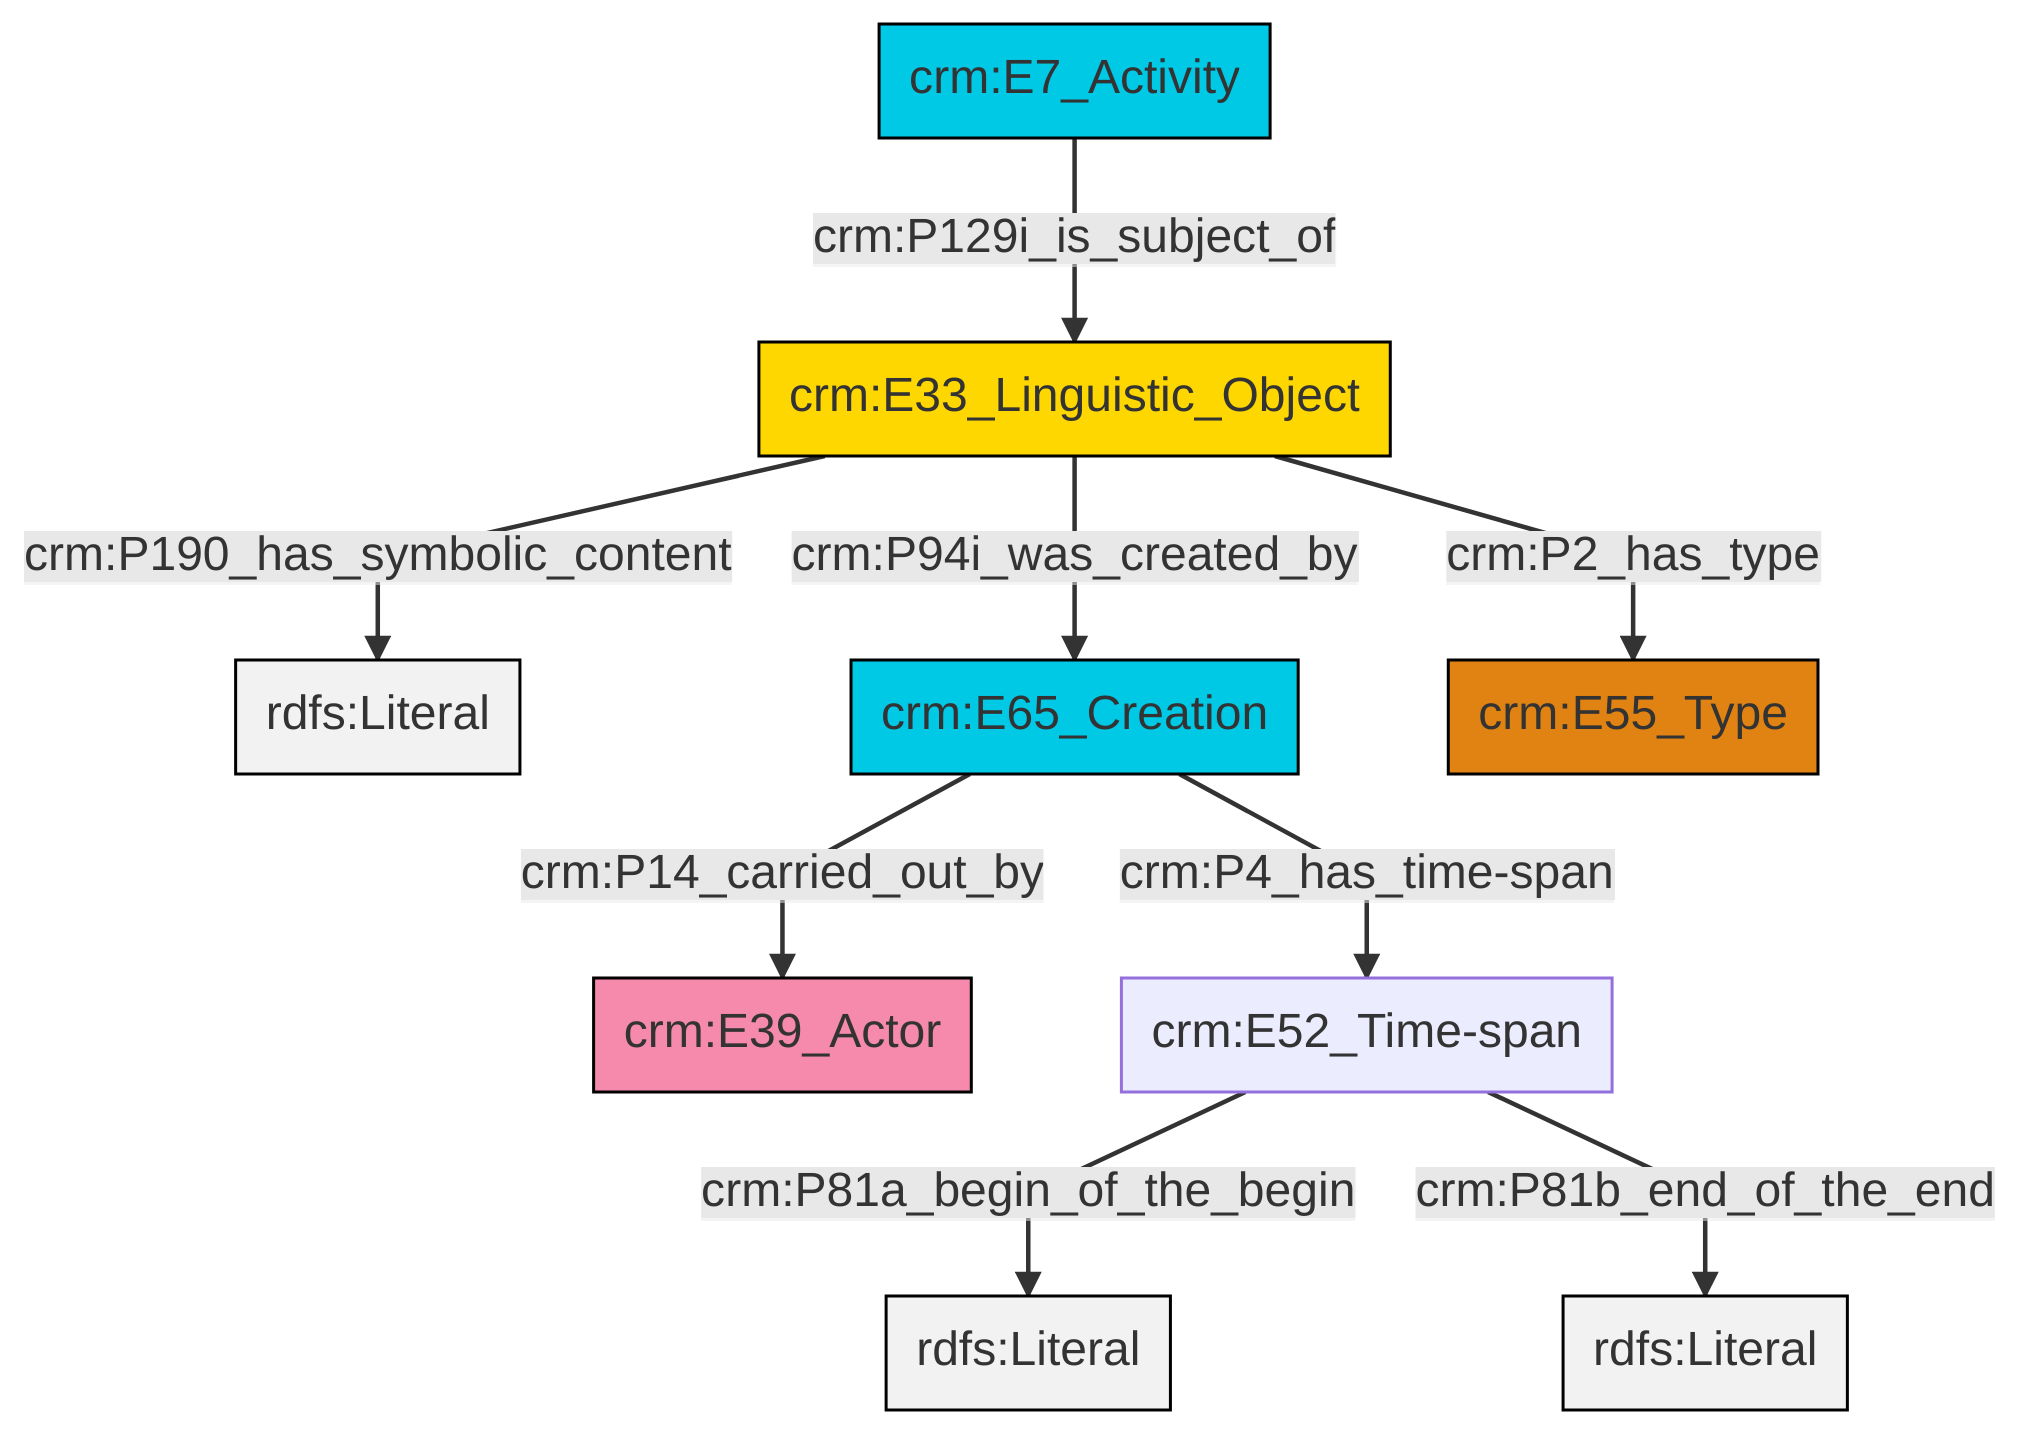 crm:E7_Activity
crm:P129i_is_subject_of
crm:E33_Linguistic_Object
crm:P190_has_symbolic_content
crm:P94i_was_created_by
crm:P2_has_type
rdfs:Literal
crm:E65_Creation
crm:E55_Type
crm:P14_carried_out_by
crm:P4_has_time-span
crm:E39_Actor
crm:E52_Time-span
crm:P81a_begin_of_the_begin
crm:P81b_end_of_the_end
rdfs:Literal
rdfs:Literal